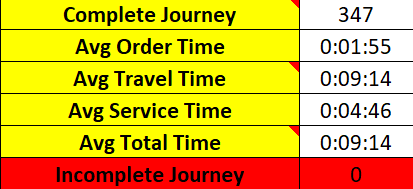 Complete Journey 347
Avg Order Time 0:01:55
Avg Travel Time 0:09:14
Avg Service Time 0:04:46
Avg Total Time 0:09:14
Incomplete Journey 0